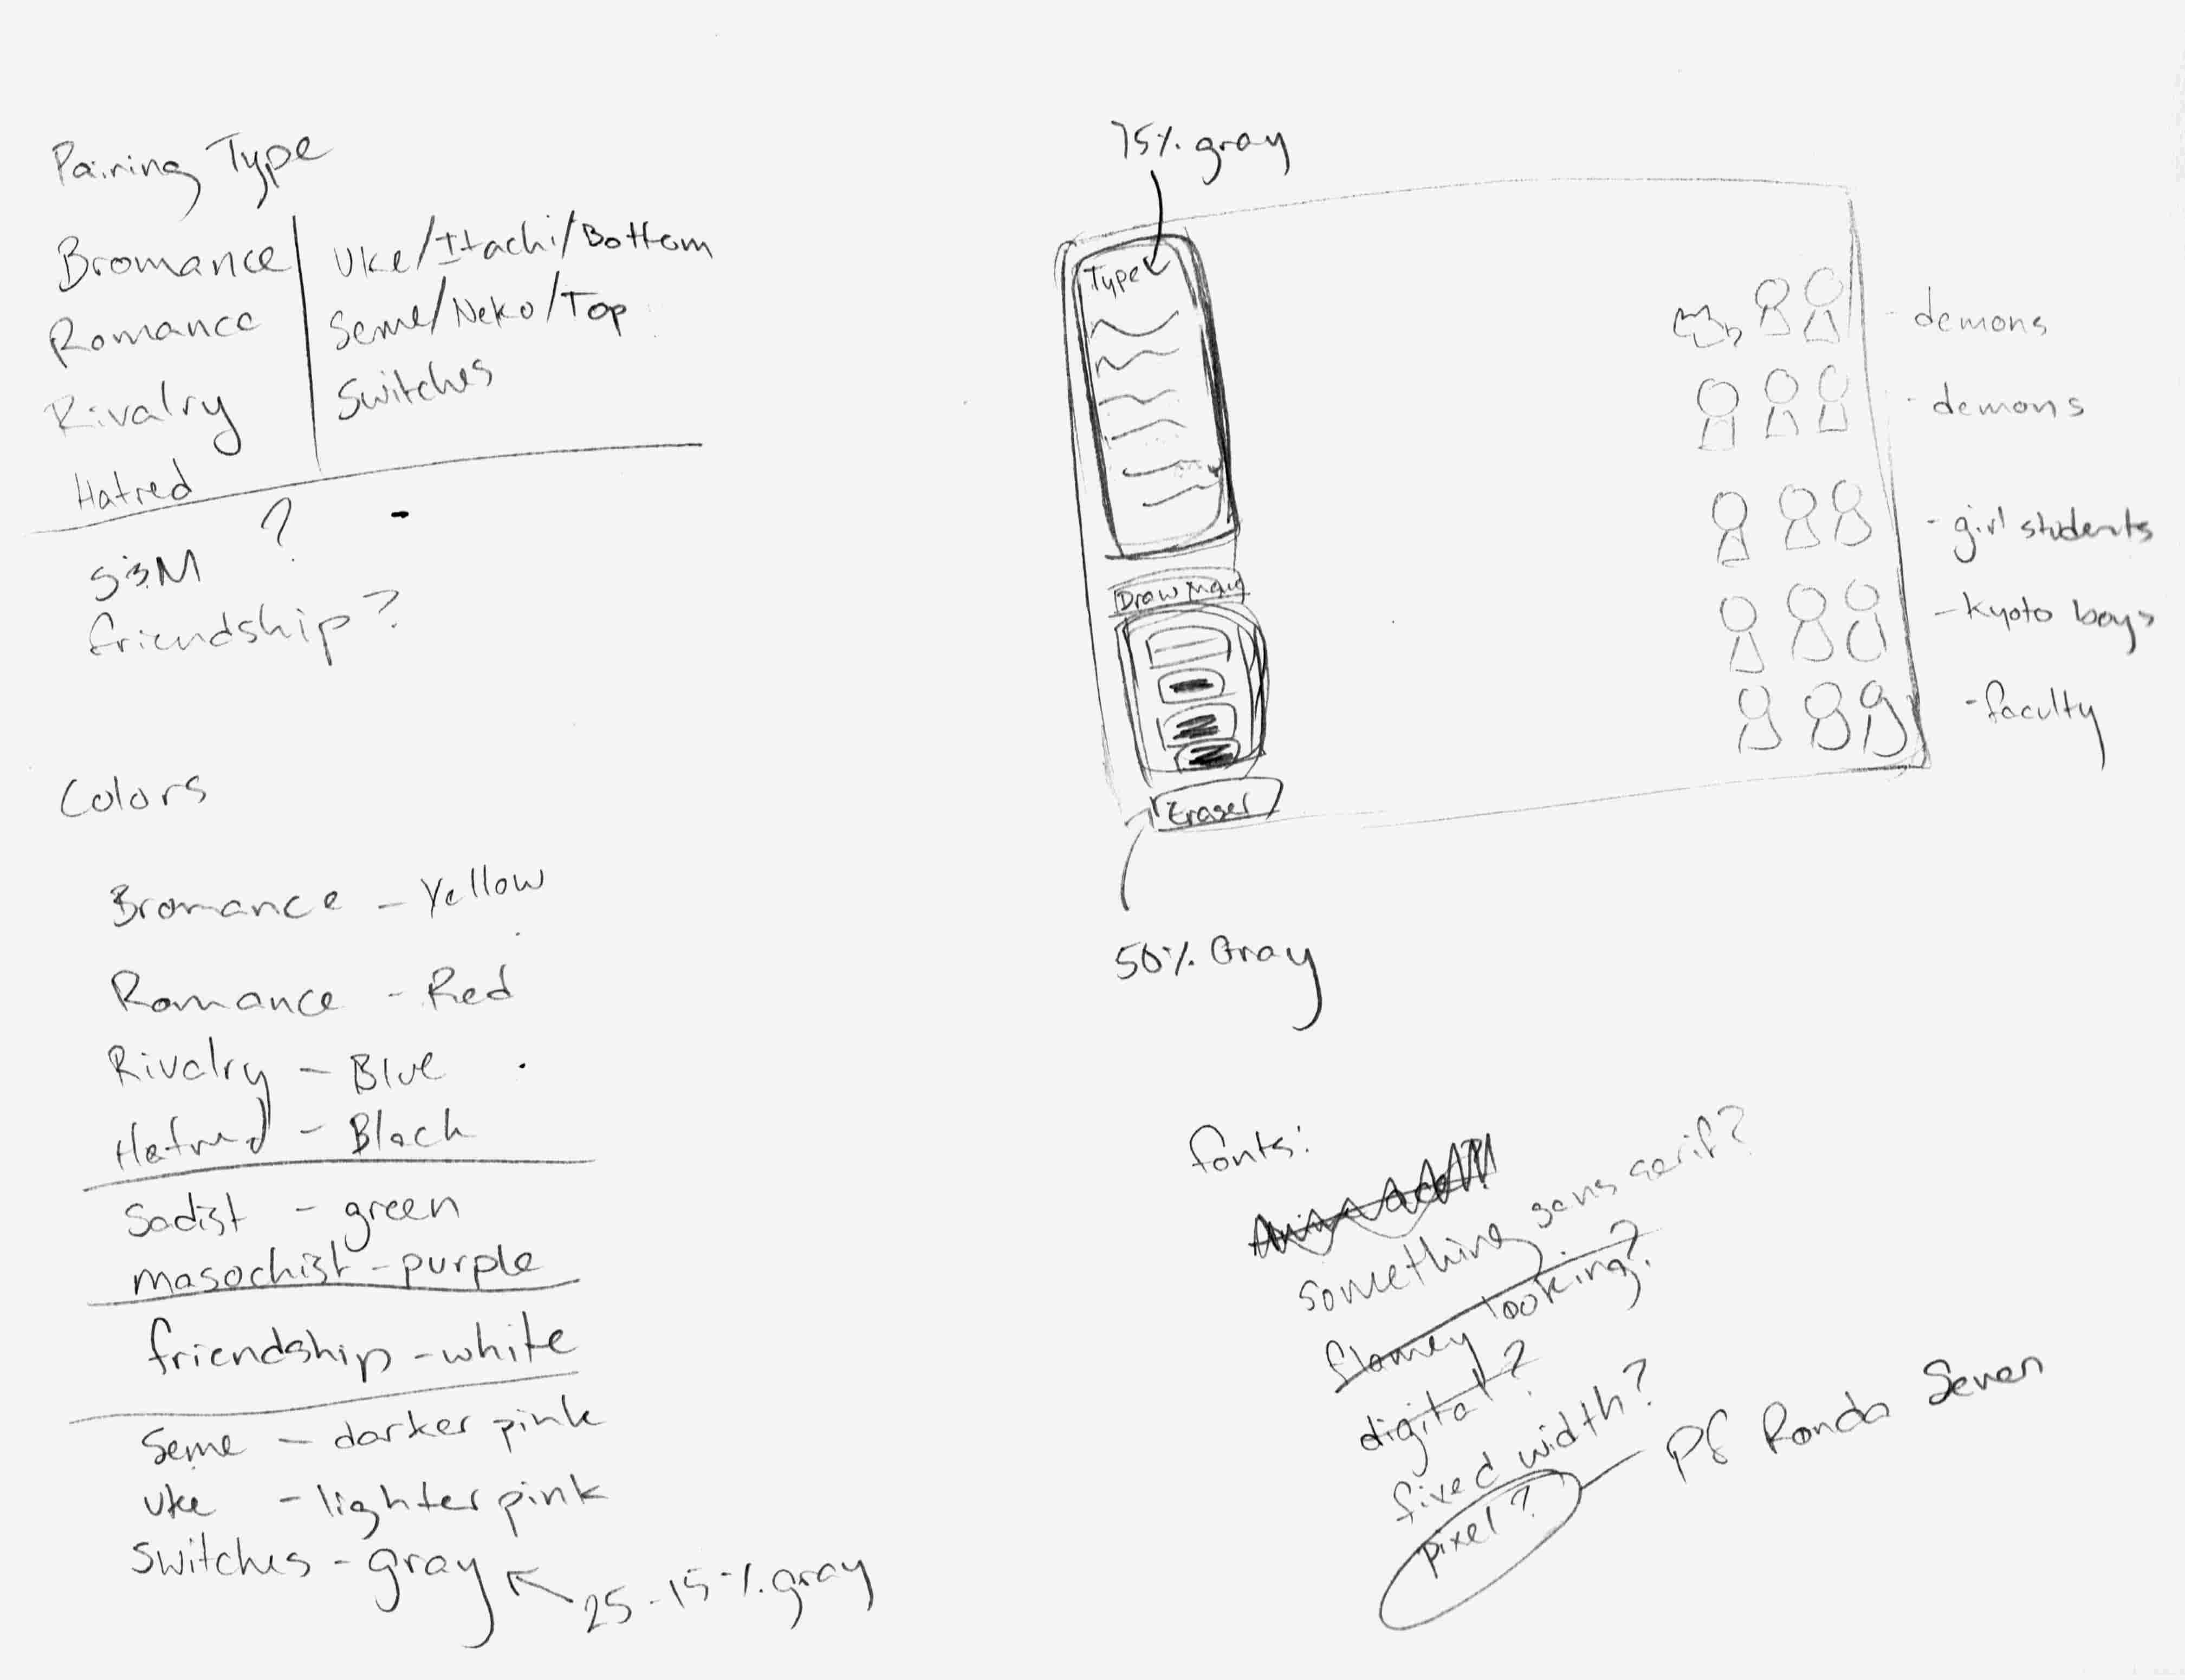 Pairing Type
Bromance
Romance
Rivalry
Hatred
Uke/Itachi/Bottom
Seme/Neko/Top
Switches
?
S&M
friendship?
Colors
Bromance - Yellow
Romance - Red
Rivalry - Blue
Hatred - Black
Sadist - green
masochist - purple
friendship - white
Seme - darker pink
Uke - lighter pink
Switches - gray
25-15% gray
75% gray
Type
Draw
Eraser
50% Gray
- demons
- demons
- girl students
- kyoto boys
- faculty
fonts:
something sans serif?
flamey looking?
digital?
fixed width?
pixel?
Pf Ronda Seven